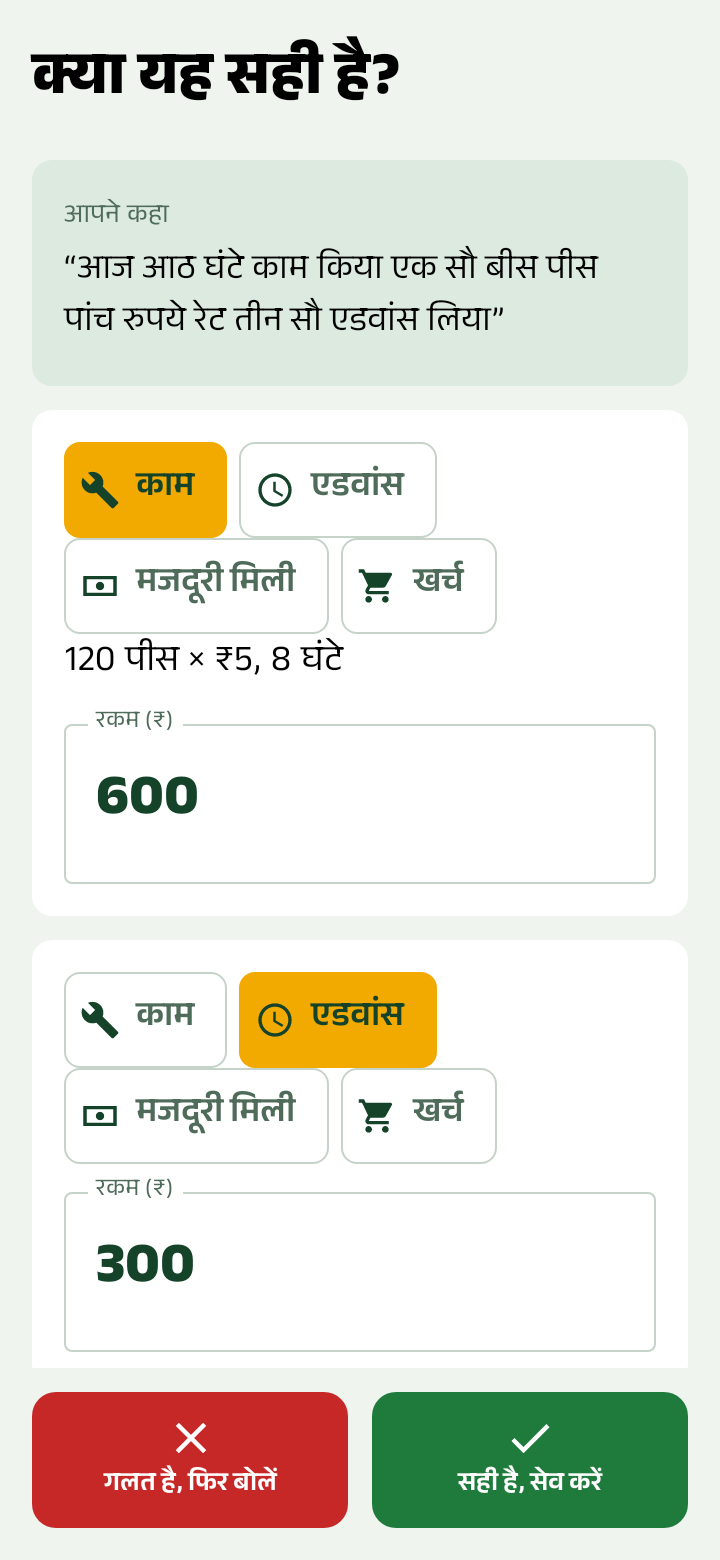 क्या यह सही है?
आपने कहा
“आज आठ घंटे काम किया एक सौ बीस पीस
पांच रुपये रेट तीन सौ एडवांस लिया”
काम
एडवांस
मजदूरी मिली
खर्च
120 पीस × ₹5, 8 घंटे
रकम (₹)
600
काम
एडवांस
मजदूरी मिली
खर्च
रकम (₹)
300
गलत है, फिर बोलें
सही है, सेव करें